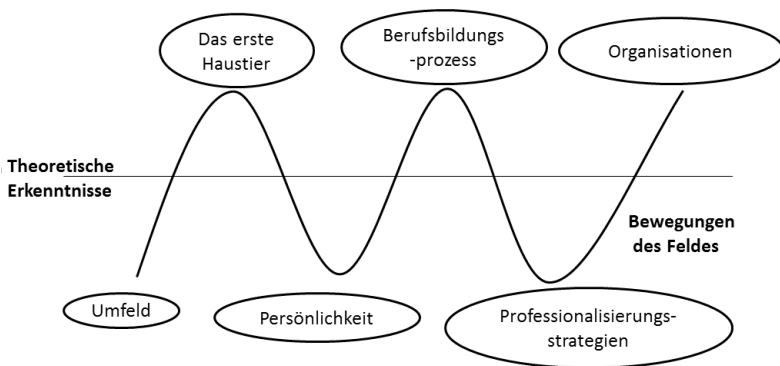 Das erste
Haustier
Berufsbildungs
-prozess
Organisationen
Theoretische
Erkenntnisse
Bewegungen
des Feldes
Umfeld
Persönlichkeit
Professionalisierungs-
strategien